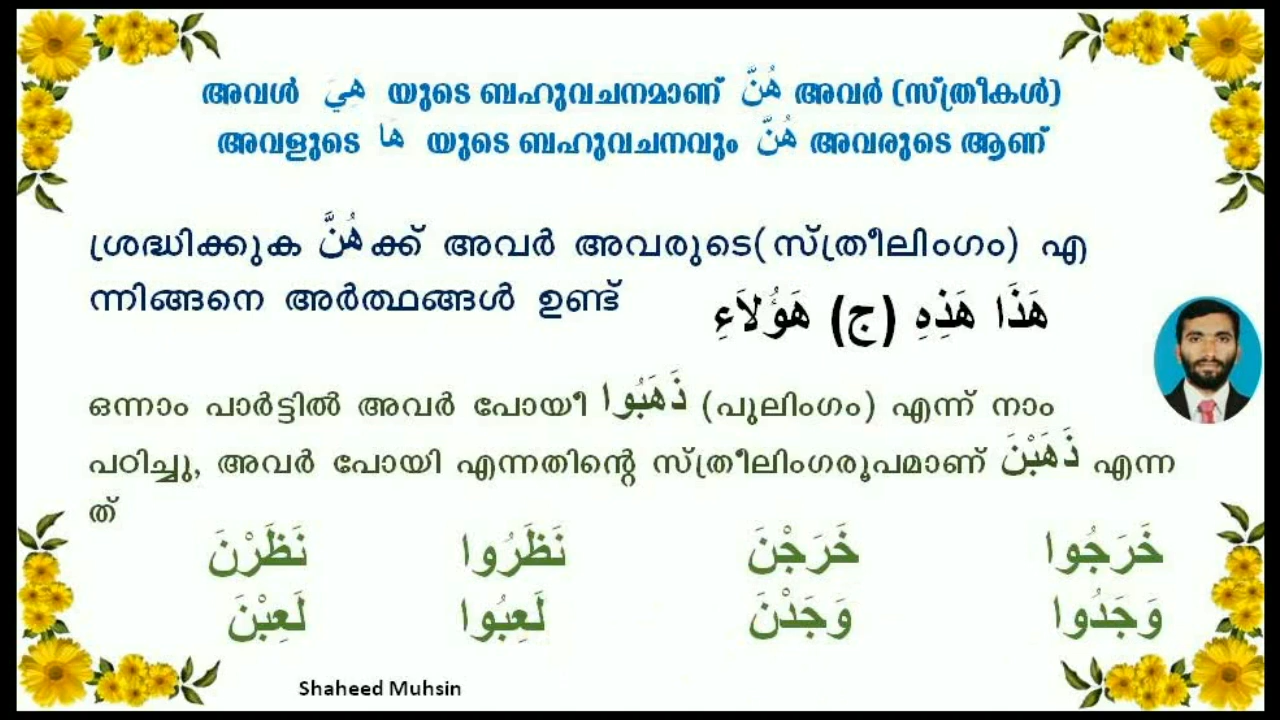 അവൾ هِيَ യുടെ ബഹുവചനമാണ് هُنَّ അവർ (സ്ത്രീകൾ)
അവളുടെ هَا യുടെ ബഹുവചനവും هُنَّ അവരുടെ ആണ്
ശ്രദ്ധിക്കുക هُنَّ ക്ക് അവർ അവരുടെ(സ്ത്രീലിംഗം) എ
ന്നിങ്ങനെ അർത്ഥങ്ങൾ ഉണ്ട്
هَذَا هَذِهِ (ج) هَؤُلاَءِ
ഒന്നാം പാർട്ടിൽ അവർ പോയീ ذَهَبُوا (പുലിംഗം) എന്ന് നാം
പഠിച്ചു, അവർ പോയി എന്നതിന്റെ സ്ത്രീലിംഗരൂപമാണ് ذَهَبْنَ എന്ന
ത്
خَرَجُوا خَرَجْنَ نَظَرُوا نَظَرْنَ
وَجَدُوا وَجَدْنَ لَعِبُوا لَعِبْنَ
Shaheed Muhsin